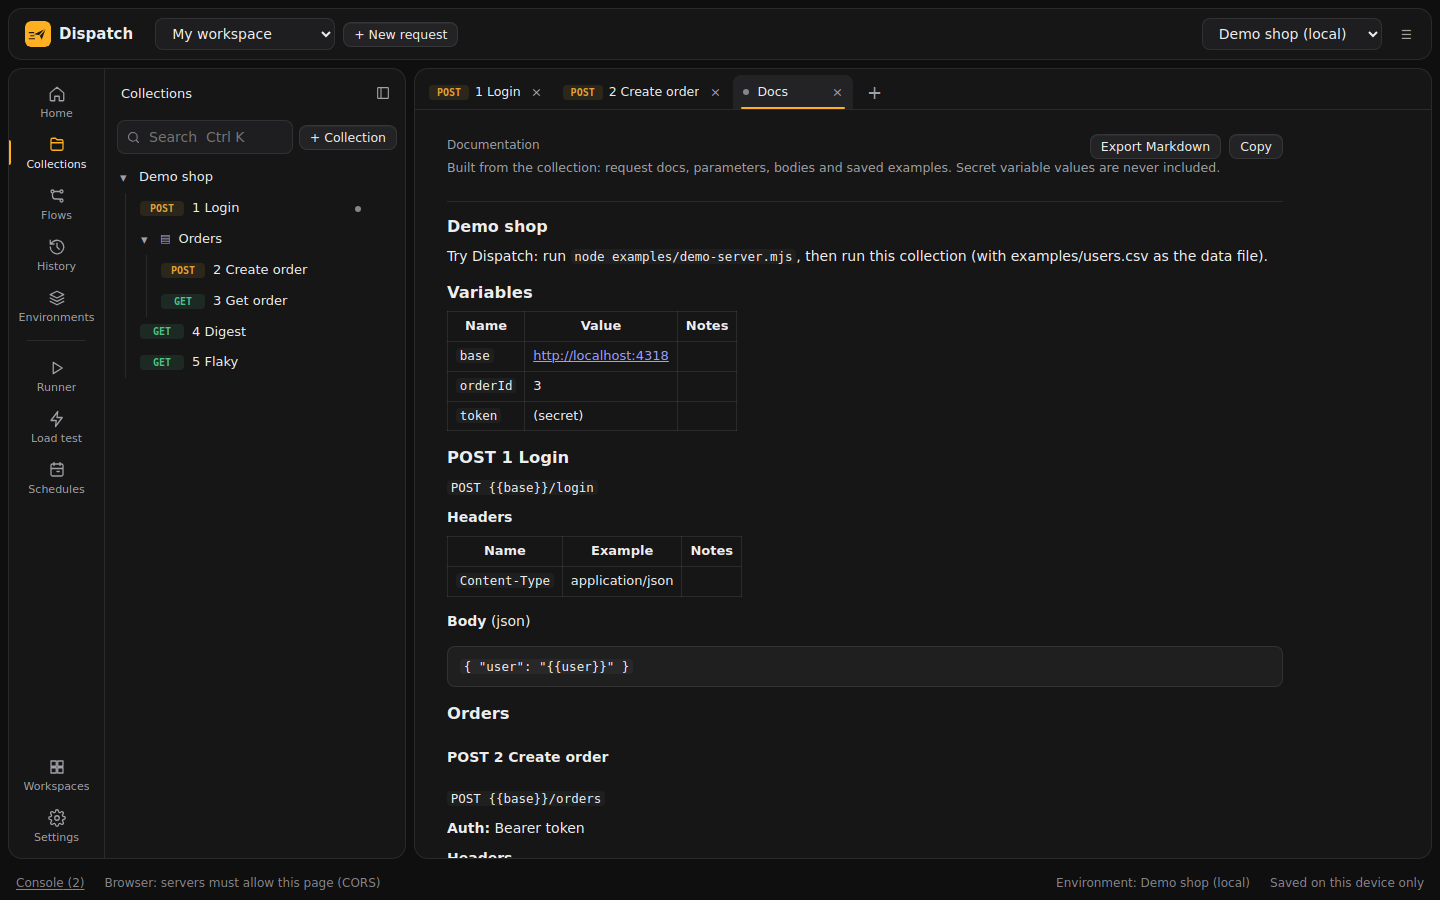 Dispatch
My workspace
+ New request
Demo shop (local)
Home
Collections
Flows
History
Environments
Runner
Load test
Schedules
Workspaces
Settings
Collections
Search Ctrl K
+ Collection
Demo shop
POST 1 Login
Orders
POST 2 Create order
GET 3 Get order
GET 4 Digest
GET 5 Flaky
POST 1 Login ×
POST 2 Create order ×
Docs ×
+
Documentation
Export Markdown
Copy
Built from the collection: request docs, parameters, bodies and saved examples. Secret variable values are never included.
Demo shop
Try Dispatch: run node examples/demo-server.mjs, then run this collection (with examples/users.csv as the data file).
Variables
Name Value Notes
base http://localhost:4318
orderId 3
token (secret)
POST 1 Login
POST {{base}}/login
Headers
Name Example Notes
Content-Type application/json
Body (json)
{ "user": "{{user}}" }
Orders
POST 2 Create order
POST {{base}}/orders
Auth: Bearer token
Headers
Console (2)
Browser: servers must allow this page (CORS)
Environment: Demo shop (local)
Saved on this device only